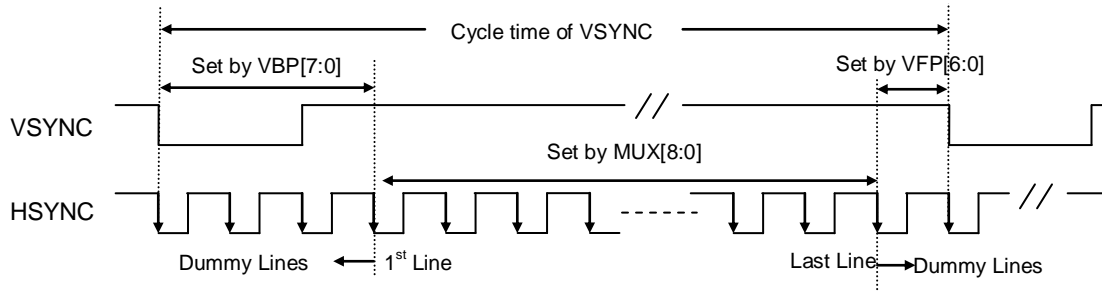 Cycle time of VSYNC
Set by VBP[7:0]
Set by VFP[6:0]
VSYNC
Set by MUX[8:0]
HSYNC
Dummy Lines
1st Line
Last Line
Dummy Lines